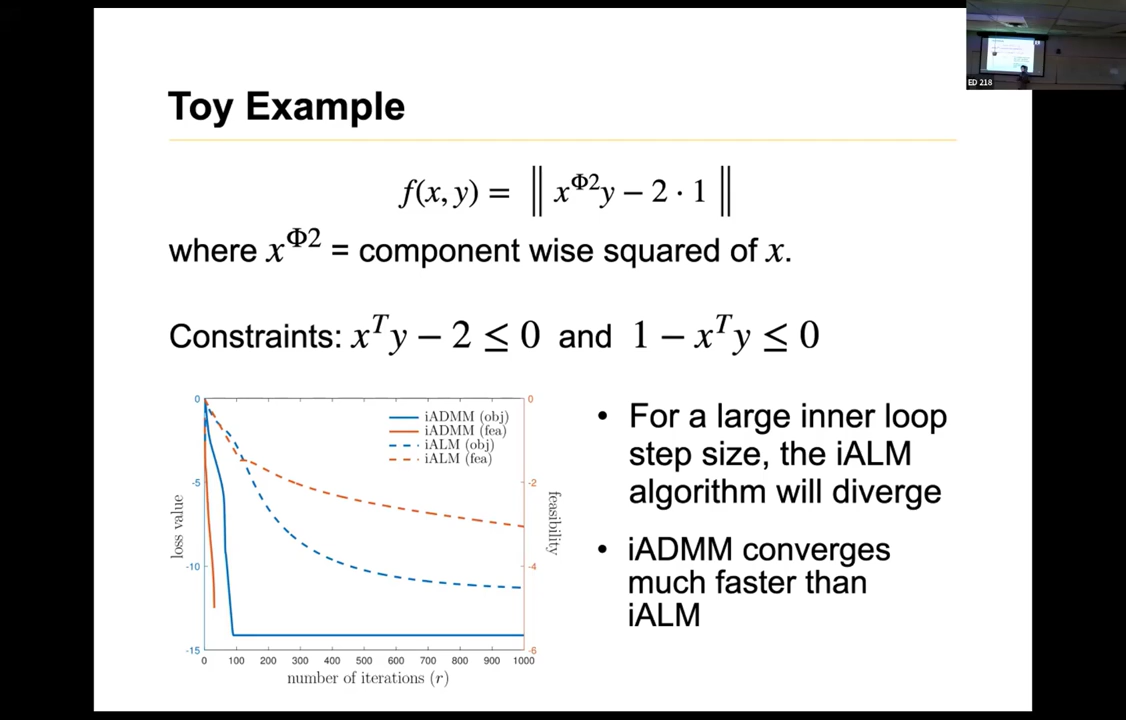 ED 218
Toy Example
f(x, y) = ‖ x^{Φ2}y − 2 · 1 ‖
where x^{Φ2} = component wise squared of x.
Constraints: x^T y − 2 ≤ 0 and 1 − x^T y ≤ 0
iADMM (obj)
iADMM (fea)
iALM (obj)
iALM (fea)
loss value
0
-5
-10
-15
feasibility
0
-2
-4
-6
0 100 200 300 400 500 600 700 800 900 1000
number of iterations (r)
• For a large inner loop
step size, the iALM
algorithm will diverge
• iADMM converges
much faster than
iALM